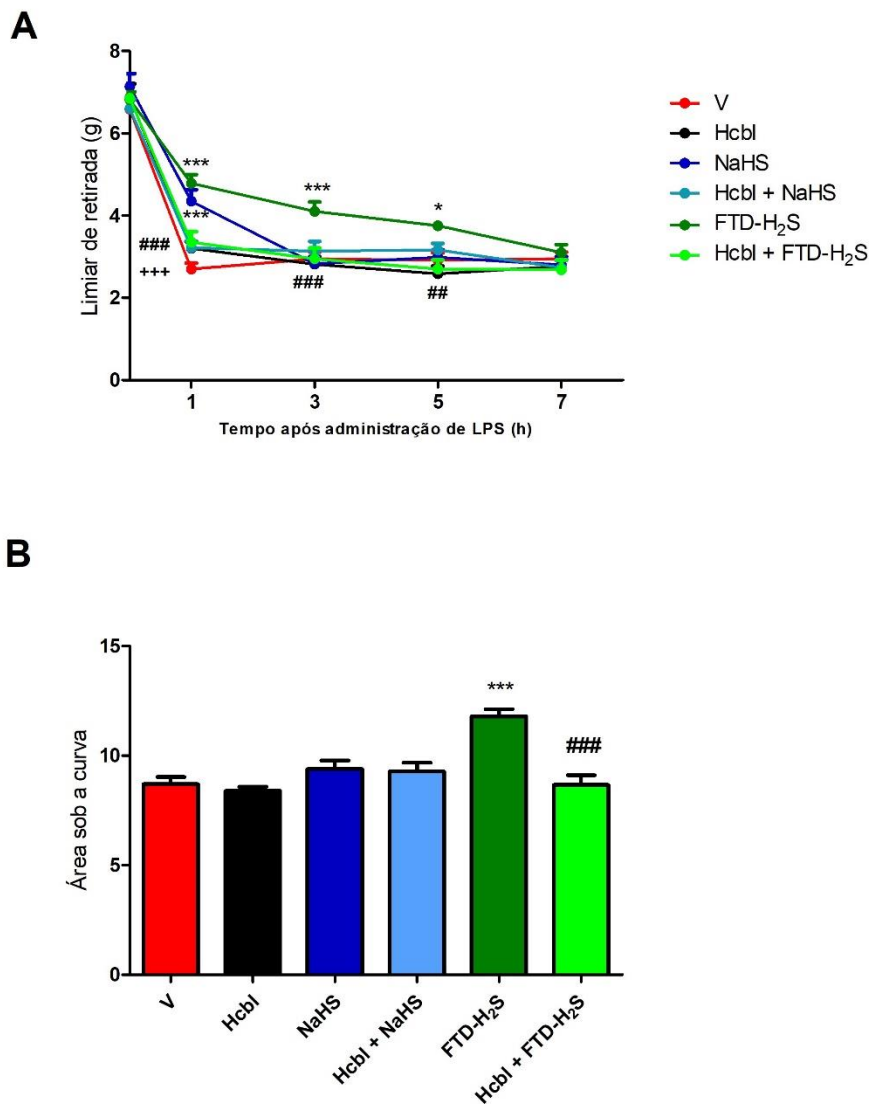 A
Limiar de retirada (g)
8
6
4
2
0
***
***
***
*
###
+++
###
##
1 3 5 7
Tempo após administração de LPS (h)
V
Hcbl
NaHS
Hcbl + NaHS
FTD-H₂S
Hcbl + FTD-H₂S
B
Área sob a curva
15
10
5
0
***
###
V
Hcbl
NaHS
Hcbl + NaHS
FTD-H₂S
Hcbl + FTD-H₂S